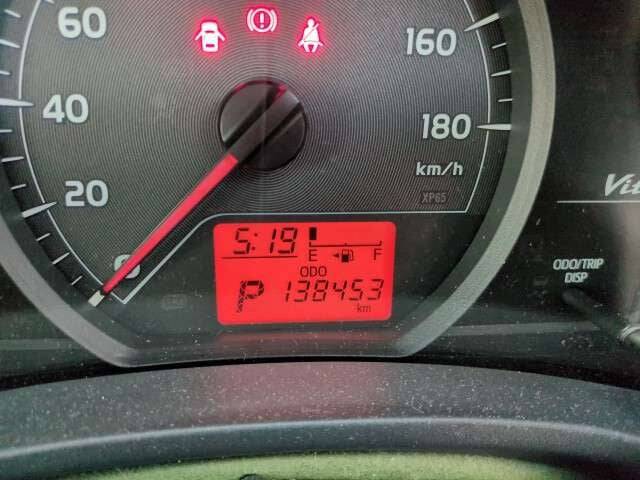 60
160
40
180
km/h
20
XP65
Vit
0
5:19
E F
ODO/TRIP
DISP
ODO
P 138453
km